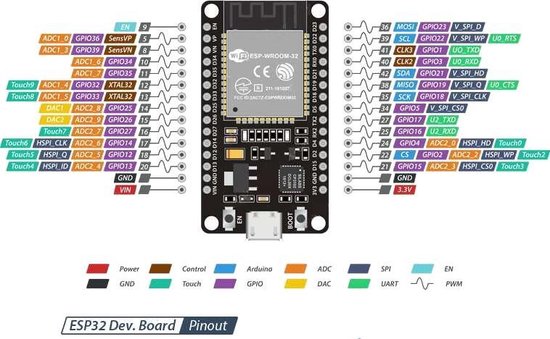 EN 9
ADC1_0 GPIO36 SensVP 5
ADC1_3 GPIO39 SensVN 8
ADC1_6 GPIO34 10
ADC1_7 GPIO35 11
Touch9 ADC1_4 GPIO32 XTAL32 12
Touch8 ADC1_5 GPIO33 XTAL32 13
DAC1 ADC2_8 GPIO25 14
DAC2 ADC2_9 GPIO26 15
Touch7 ADC2_7 GPIO27 16
Touch6 HSPI_CLK ADC2_6 GPIO14 17
Touch5 HSPI_Q ADC2_5 GPIO12 18
Touch4 HSPI_ID ADC2_4 GPIO13 20
GND
VIN
36 MOSI GPIO23 V_SPI_D
39 SCL GPIO22 V_SPI_WP U0_RTS
41 CLK3 GPIO1 U0_TXD
40 CLK2 GPIO3 U0_RXD
42 SDA GPIO21 V_SPI_HD
38 MISO GPIO19 V_SPI_Q U0_CTS
35 SCK GPIO18 V_SPI_CLK
34 SS GPIO5 V_SPI_CS0
27 GPIO17 U2_TXD
25 GPIO16 U2_RXD
24 GPIO4 ADC2_0 HSPI_HD Touch0
22 CS GPIO2 ADC2_2 HSPI_WP Touch2
21 GPIO15 ADC2_3 HSPI_CS0 Touch3
GND
3.3V
WiFi ESP-WROOM-32
EN
BOOT
Power Control Arduino ADC SPI EN
GND Touch GPIO DAC UART PWM
ESP32 Dev. Board Pinout